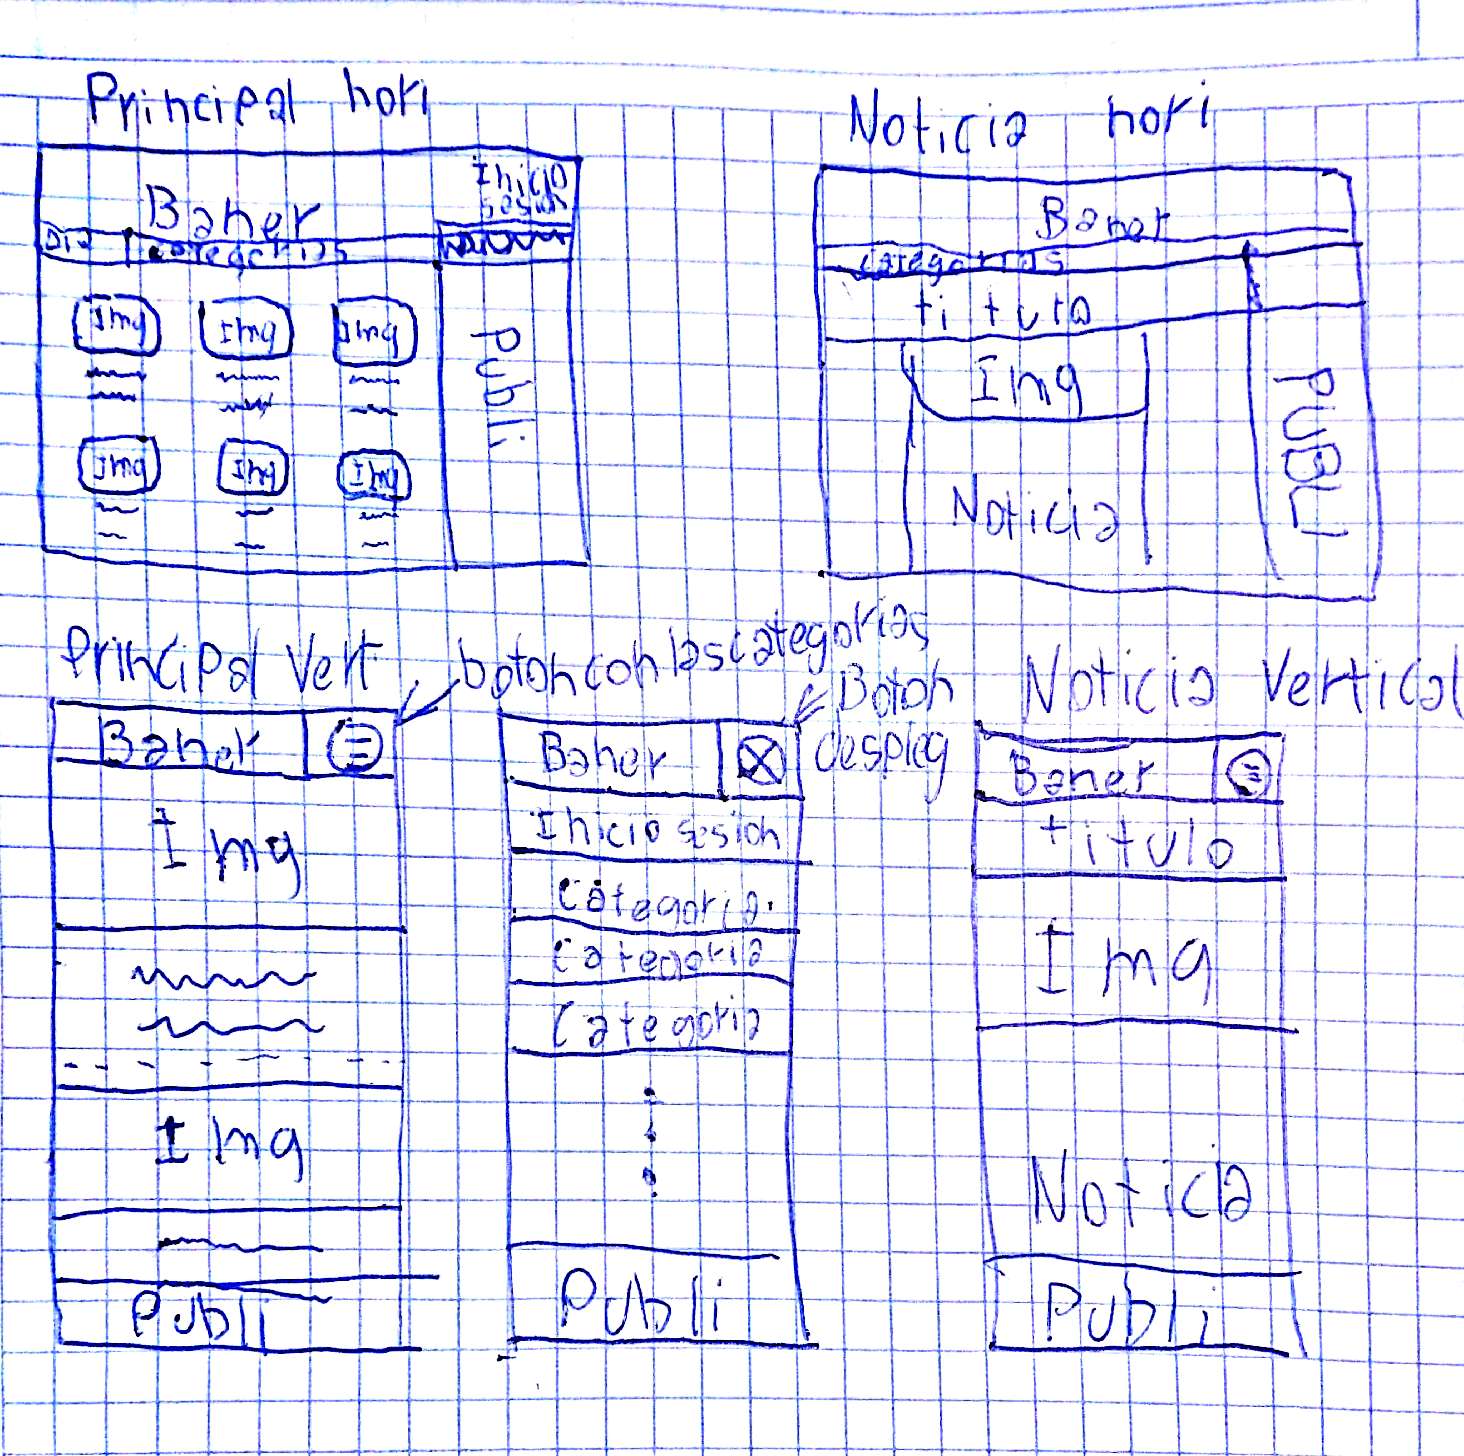 Principal hori
Inicio
sesion
Baner
Dia
categorias
Img
Img
Img
Img
Img
Img
Publi
Noticia hori
Baner
categorias
titulo
Img
Noticia
PUBLI
Principal Vert
boton con las categorias
Baner
Img
Img
Publi
Boton
despleg
Baner
Inicio sesion
Categoria
Categoria
Categoria
Publi
Noticia Vertical
Baner
titulo
Img
Noticia
Publi